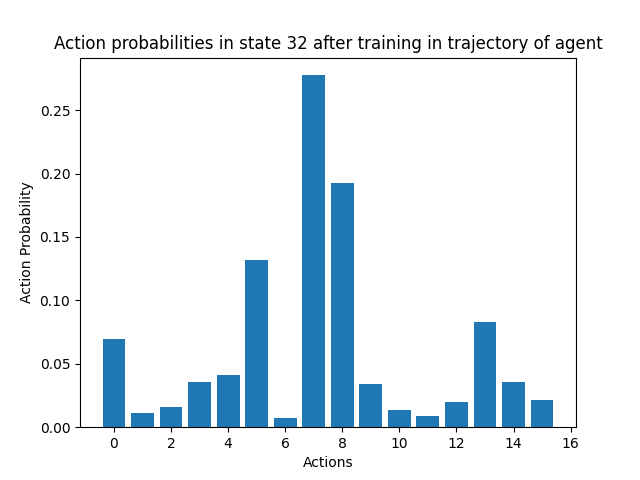 Action probabilities in state 32 after training in trajectory of agent
Action Probability
0.25
0.20
0.15
0.10
0.05
0.00
0 2 4 6 8 10 12 14 16
Actions